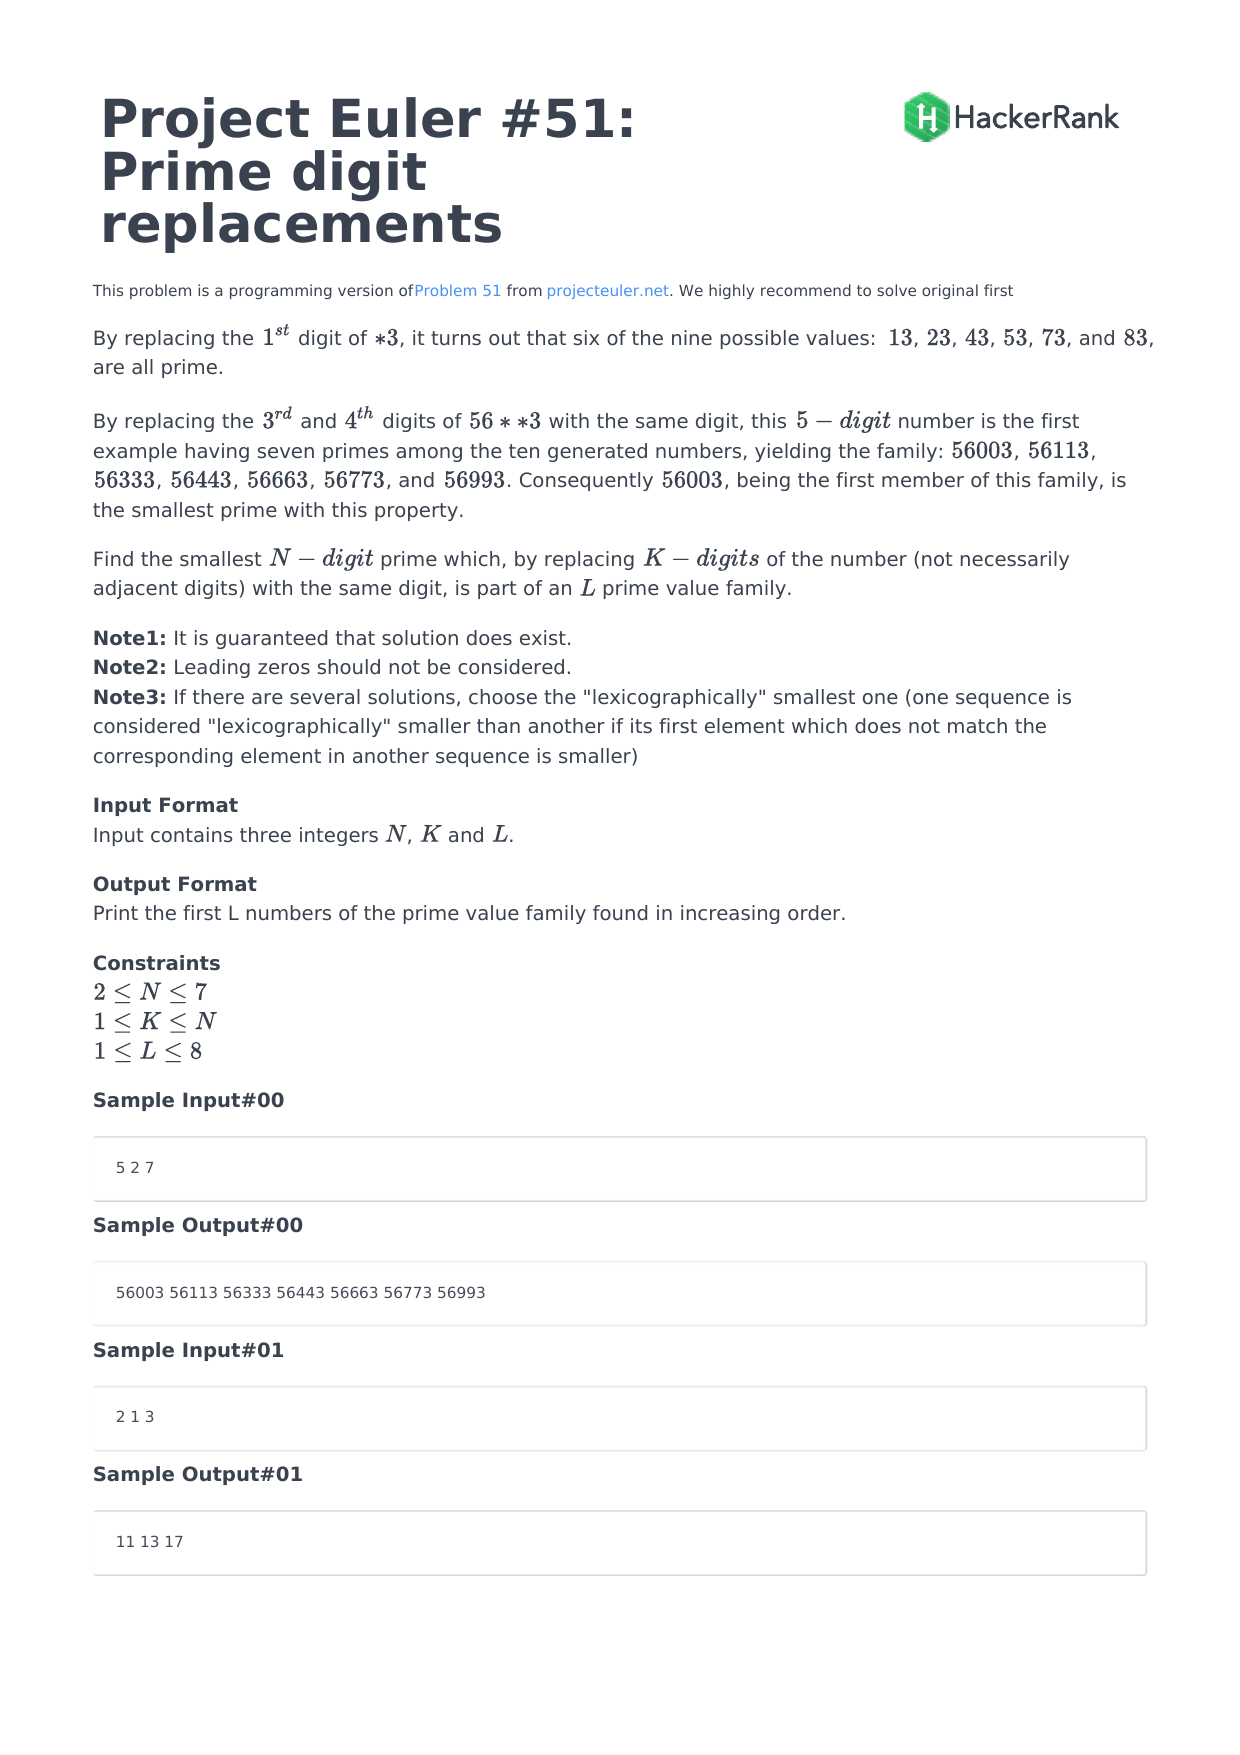 Project Euler #51:
Prime digit
replacements
HackerRank
This problem is a programming version ofProblem 51 from projecteuler.net. We highly recommend to solve original first
By replacing the 1st digit of *3, it turns out that six of the nine possible values: 13, 23, 43, 53, 73, and 83,
are all prime.
By replacing the 3rd and 4th digits of 56 * *3 with the same digit, this 5 − digit number is the first
example having seven primes among the ten generated numbers, yielding the family: 56003, 56113,
56333, 56443, 56663, 56773, and 56993. Consequently 56003, being the first member of this family, is
the smallest prime with this property.
Find the smallest N − digit prime which, by replacing K − digits of the number (not necessarily
adjacent digits) with the same digit, is part of an L prime value family.
Note1: It is guaranteed that solution does exist.
Note2: Leading zeros should not be considered.
Note3: If there are several solutions, choose the "lexicographically" smallest one (one sequence is
considered "lexicographically" smaller than another if its first element which does not match the
corresponding element in another sequence is smaller)
Input Format
Input contains three integers N, K and L.
Output Format
Print the first L numbers of the prime value family found in increasing order.
Constraints
2 ≤ N ≤ 7
1 ≤ K ≤ N
1 ≤ L ≤ 8
Sample Input#00
5 2 7
Sample Output#00
56003 56113 56333 56443 56663 56773 56993
Sample Input#01
2 1 3
Sample Output#01
11 13 17